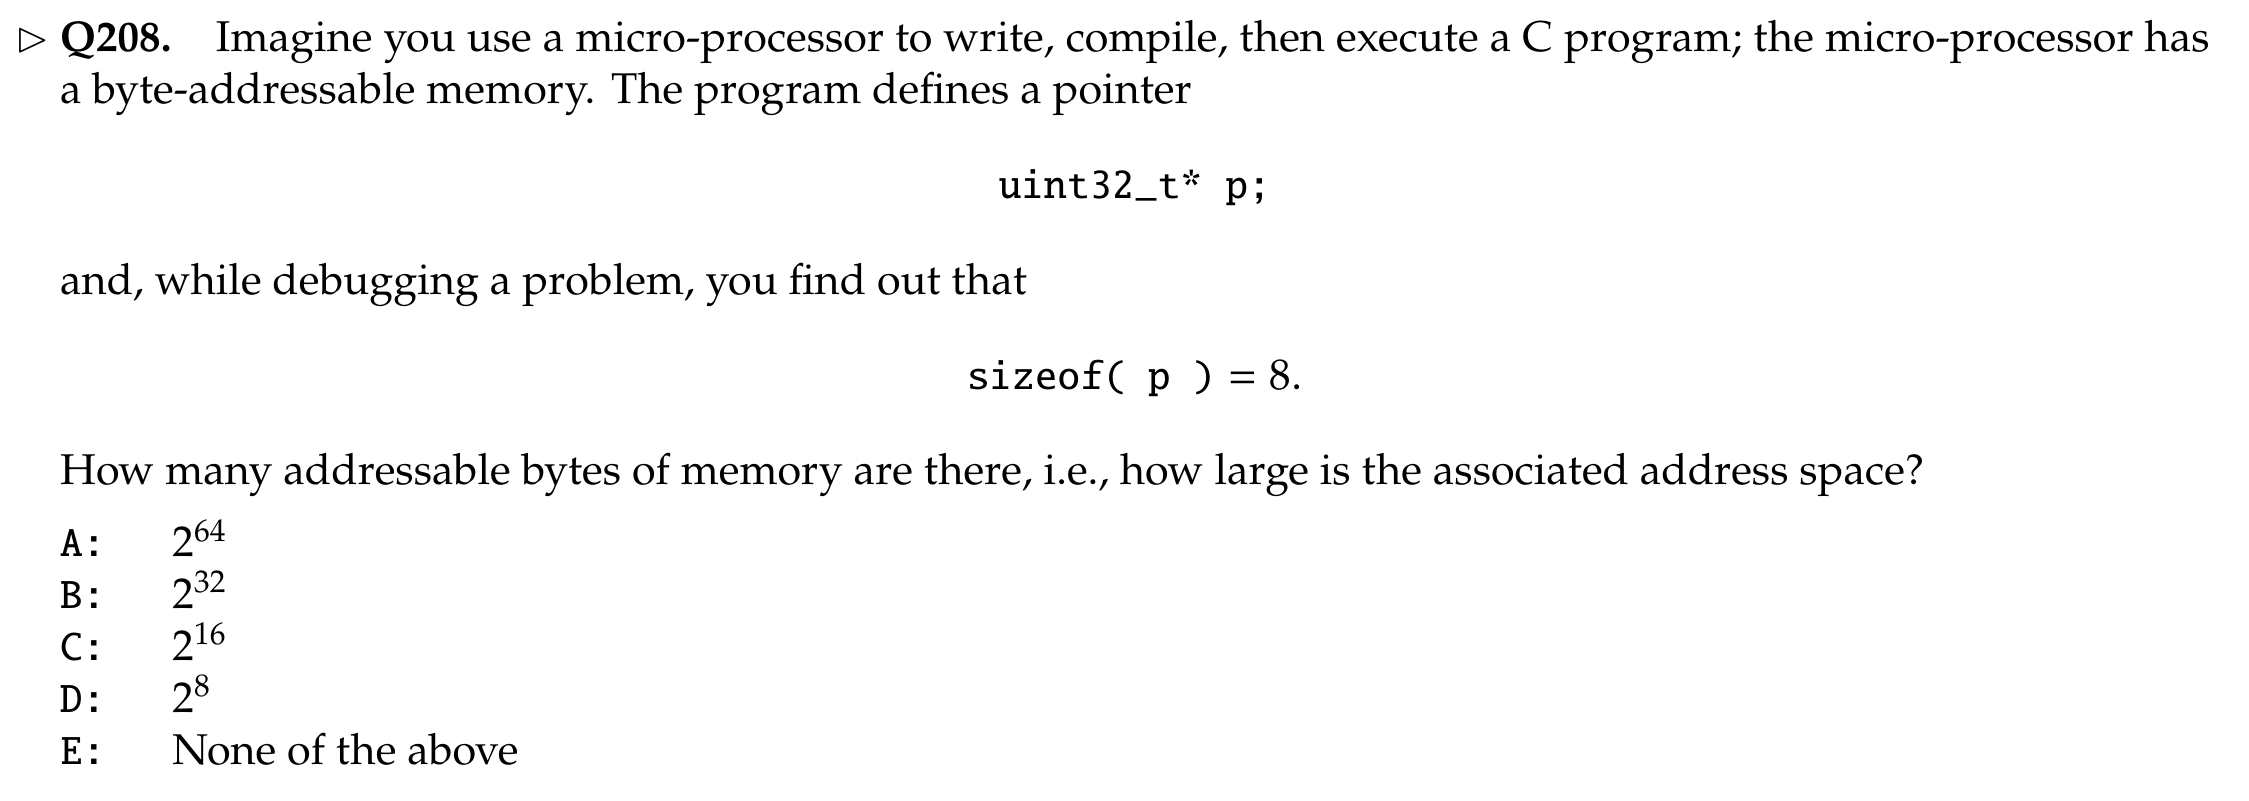 ▷ Q208. Imagine you use a micro-processor to write, compile, then execute a C program; the micro-processor has
a byte-addressable memory. The program defines a pointer
uint32_t* p;
and, while debugging a problem, you find out that
sizeof( p ) = 8.
How many addressable bytes of memory are there, i.e., how large is the associated address space?
A: 2^64
B: 2^32
C: 2^16
D: 2^8
E: None of the above